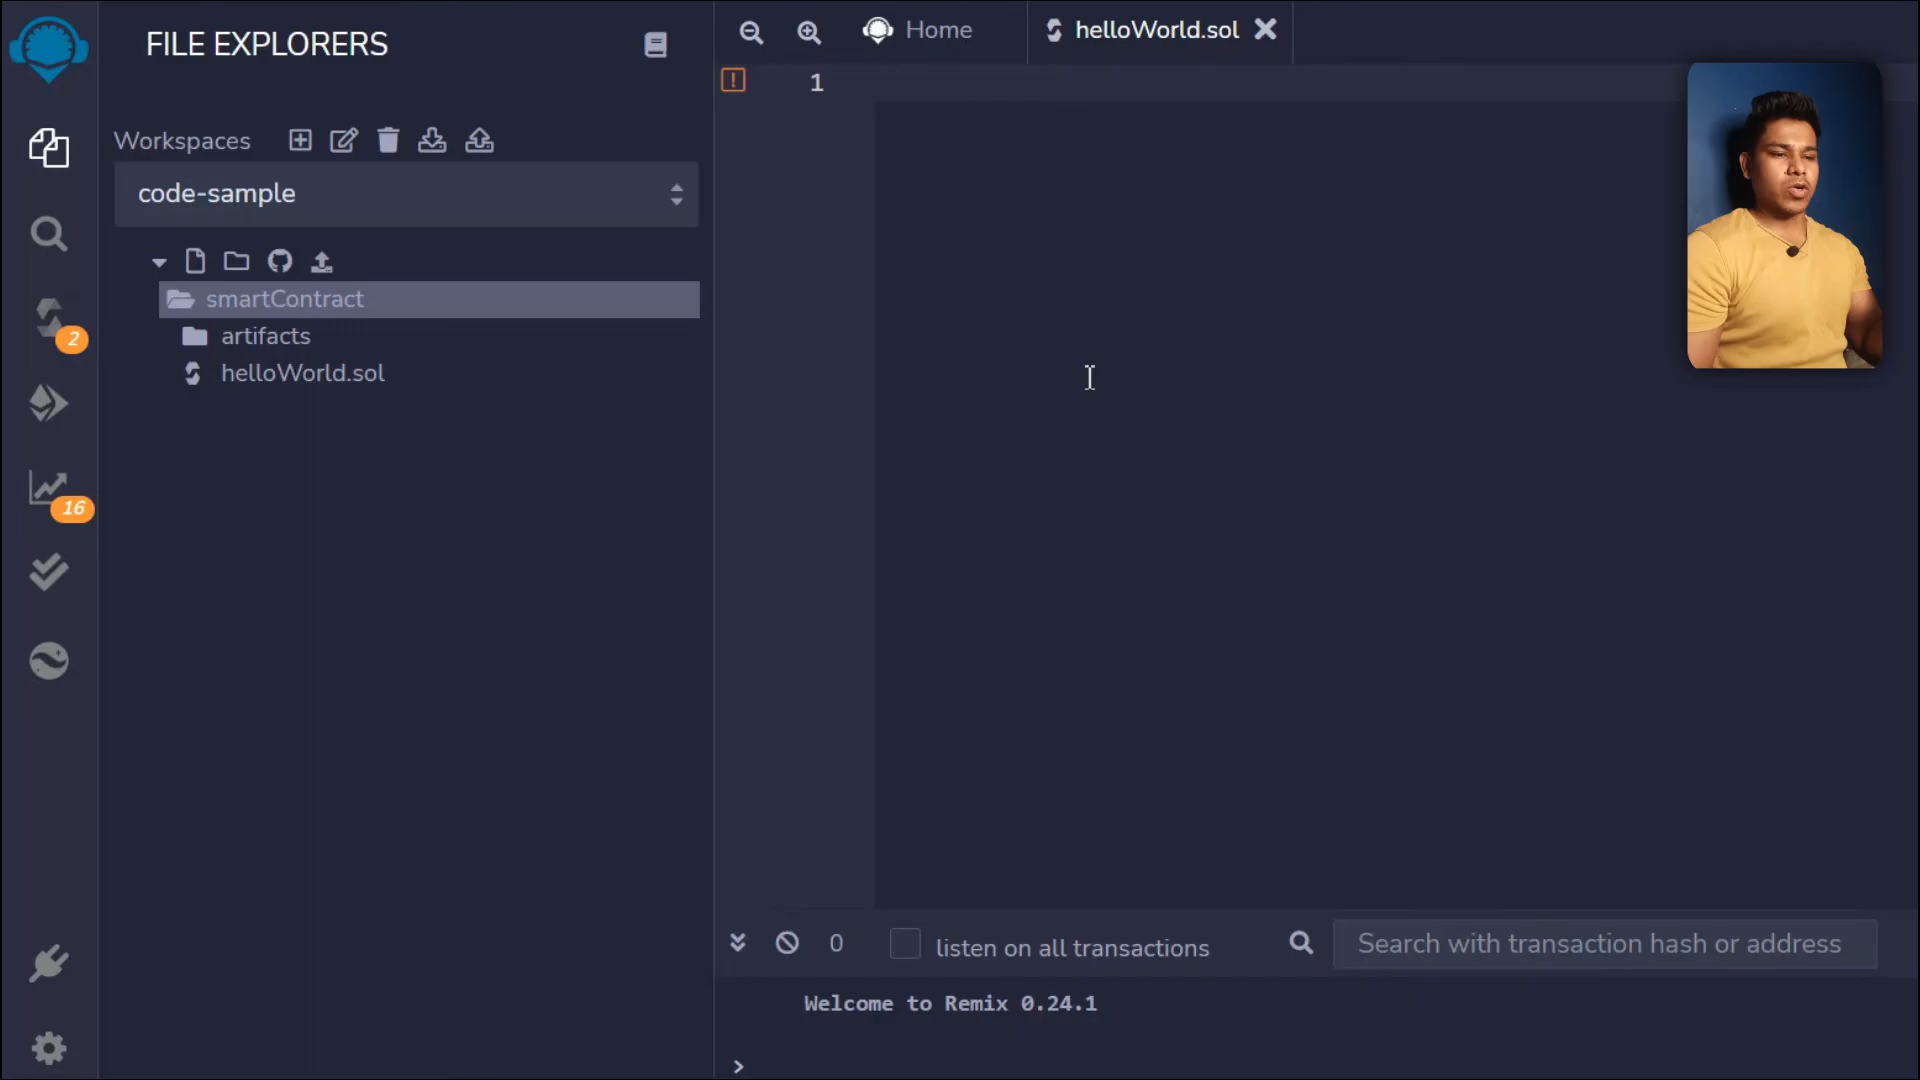 FILE EXPLORERS
Home
helloWorld.sol
1
Workspaces
code-sample
smartContract
artifacts
helloWorld.sol
2
16
0
listen on all transactions
Search with transaction hash or address
Welcome to Remix 0.24.1
>